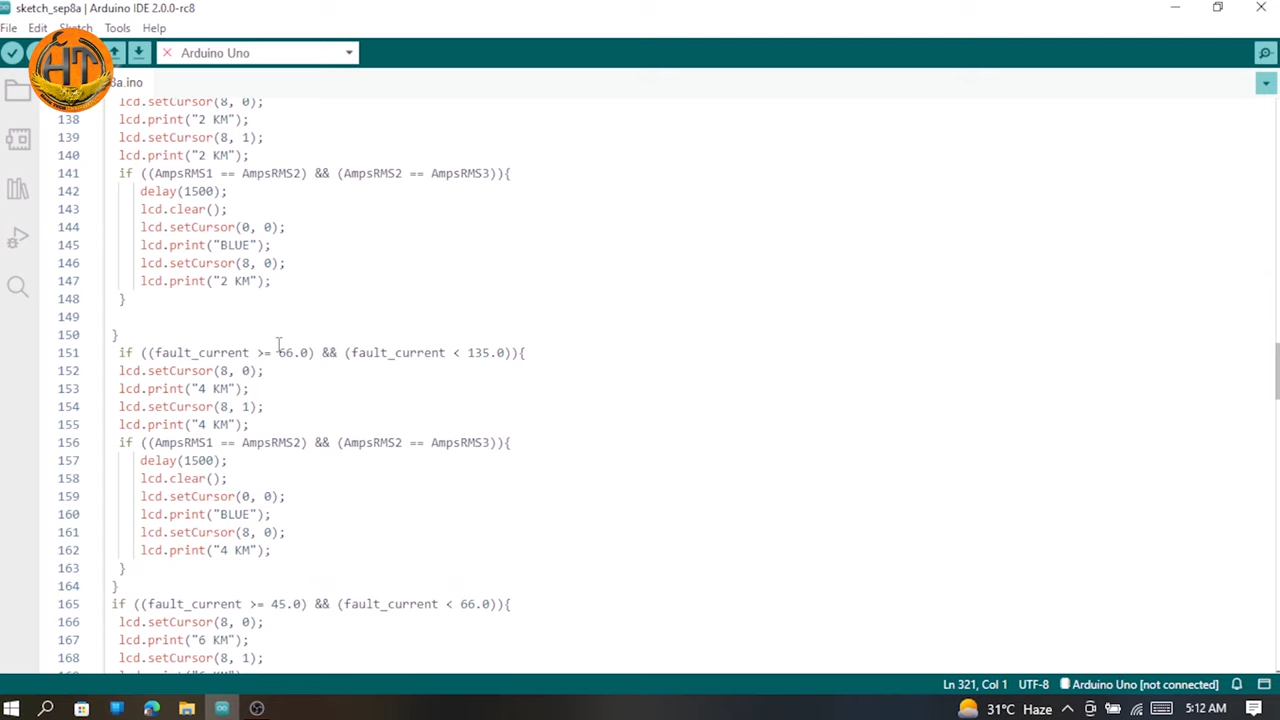 sketch_sep8a | Arduino IDE 2.0.0-rc8
File Edit Sketch Tools Help
HT
Arduino Uno
8a.ino
lcd.setCursor(8, 0);
138 lcd.print("2 KM");
139 lcd.setCursor(8, 1);
140 lcd.print("2 KM");
141 if ((AmpsRMS1 == AmpsRMS2) && (AmpsRMS2 == AmpsRMS3)){
142 delay(1500);
143 lcd.clear();
144 lcd.setCursor(0, 0);
145 lcd.print("BLUE");
146 lcd.setCursor(8, 0);
147 lcd.print("2 KM");
148 }
149
150 }
151 if ((fault_current >= 66.0) && (fault_current < 135.0)){
152 lcd.setCursor(8, 0);
153 lcd.print("4 KM");
154 lcd.setCursor(8, 1);
155 lcd.print("4 KM");
156 if ((AmpsRMS1 == AmpsRMS2) && (AmpsRMS2 == AmpsRMS3)){
157 delay(1500);
158 lcd.clear();
159 lcd.setCursor(0, 0);
160 lcd.print("BLUE");
161 lcd.setCursor(8, 0);
162 lcd.print("4 KM");
163 }
164 }
165 if ((fault_current >= 45.0) && (fault_current < 66.0)){
166 lcd.setCursor(8, 0);
167 lcd.print("6 KM");
168 lcd.setCursor(8, 1);
Ln 321, Col 1 UTF-8 Arduino Uno [not connected]
31°C Haze 5:12 AM